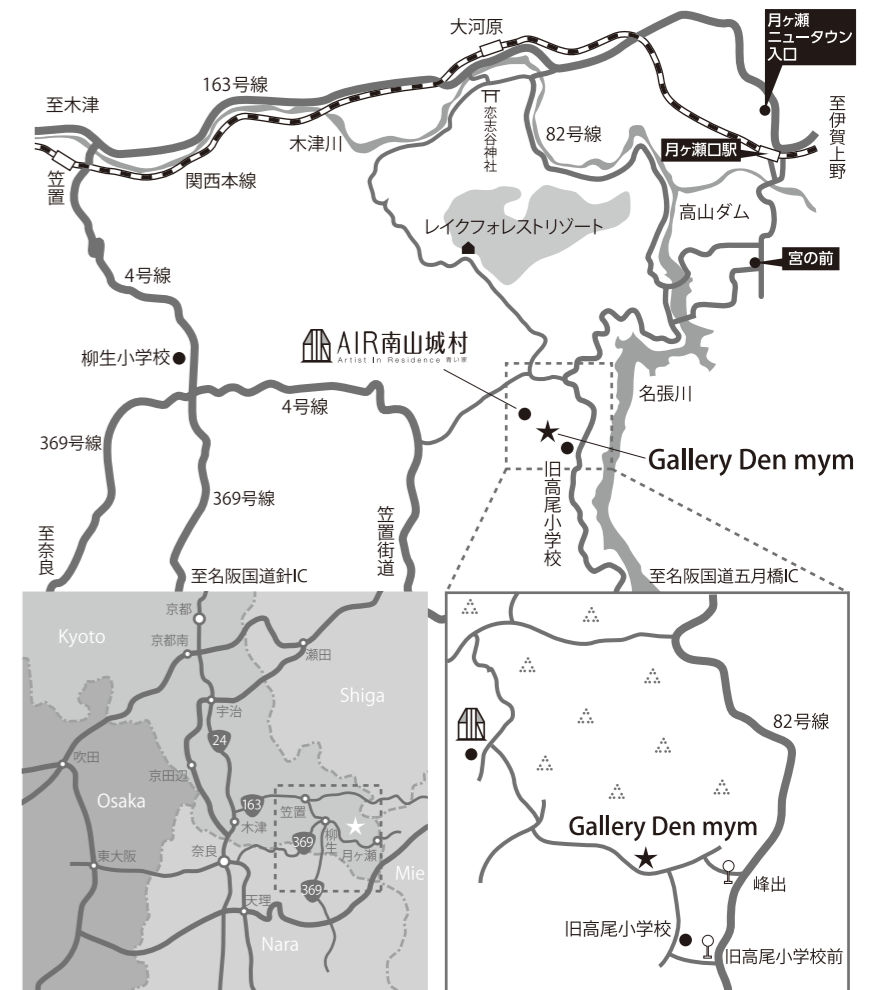 大河原
月ヶ瀬
ニュータウン
入口
163号線
至木津
至伊賀上野
恋志谷神社
82号線
木津川
月ヶ瀬口駅
笠置
関西本線
高山ダム
レイクフォレストリゾート
宮の前
4号線
AIR南山城村
Artist In Residence 青い家
柳生小学校
名張川
4号線
369号線
Gallery Den mym
旧高尾小学校
369号線
至奈良
笠置街道
至名阪国道針IC
至名阪国道五月橋IC
京都
Kyoto
京都南
瀬田
Shiga
宇治
24
吹田
京田辺
Osaka
163
笠置
木津
柳生
369
奈良
月ヶ瀬
東大阪
Mie
369
天理
Nara
82号線
Gallery Den mym
峰出
旧高尾小学校
旧高尾小学校前